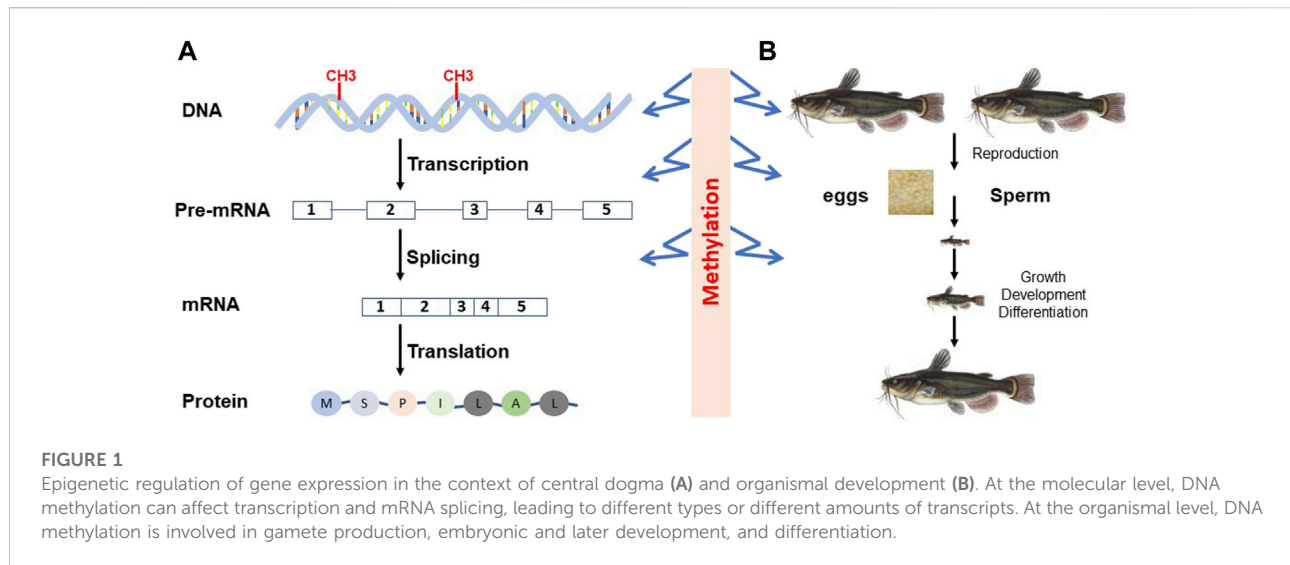 A
B
CH3 CH3
DNA
Transcription
Pre-mRNA
1 2 3 4 5
Splicing
mRNA
1 2 3 4 5
Translation
Protein
M S P I L A L
Methylation
Reproduction
eggs Sperm
Growth
Development
Differentiation
FIGURE 1
Epigenetic regulation of gene expression in the context of central dogma (A) and organismal development (B). At the molecular level, DNA
methylation can affect transcription and mRNA splicing, leading to different types or different amounts of transcripts. At the organismal level, DNA
methylation is involved in gamete production, embryonic and later development, and differentiation.